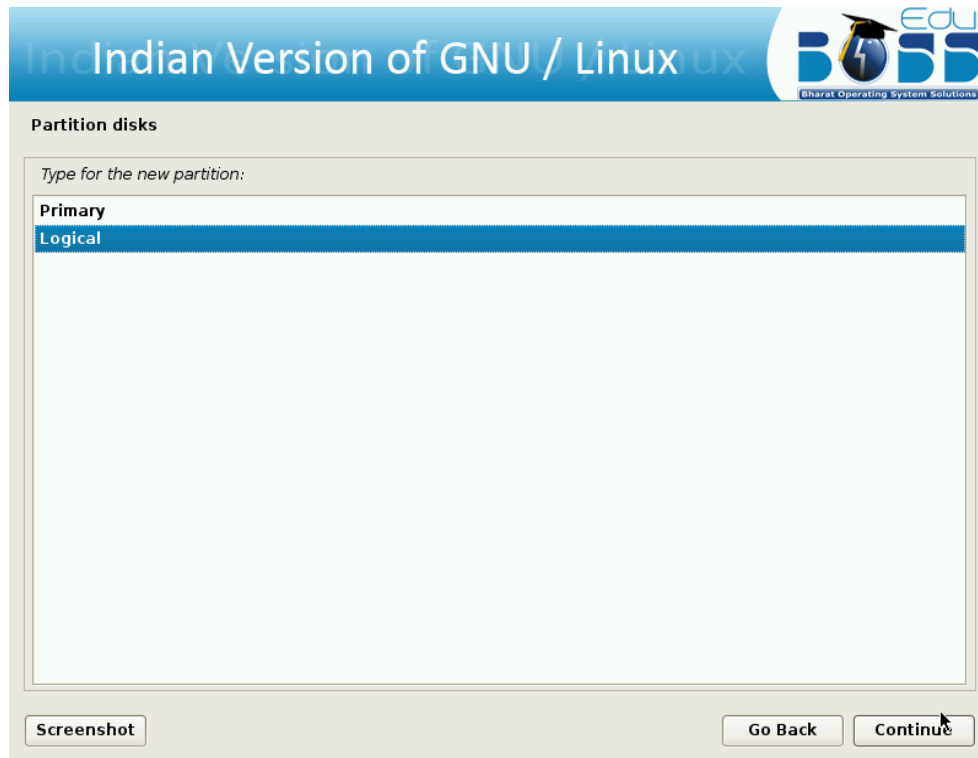 Indian Version of GNU / Linux
Edu
BOSS
Bharat Operating System Solutions
Partition disks
Type for the new partition:
Primary
Logical
Screenshot
Go Back
Continue